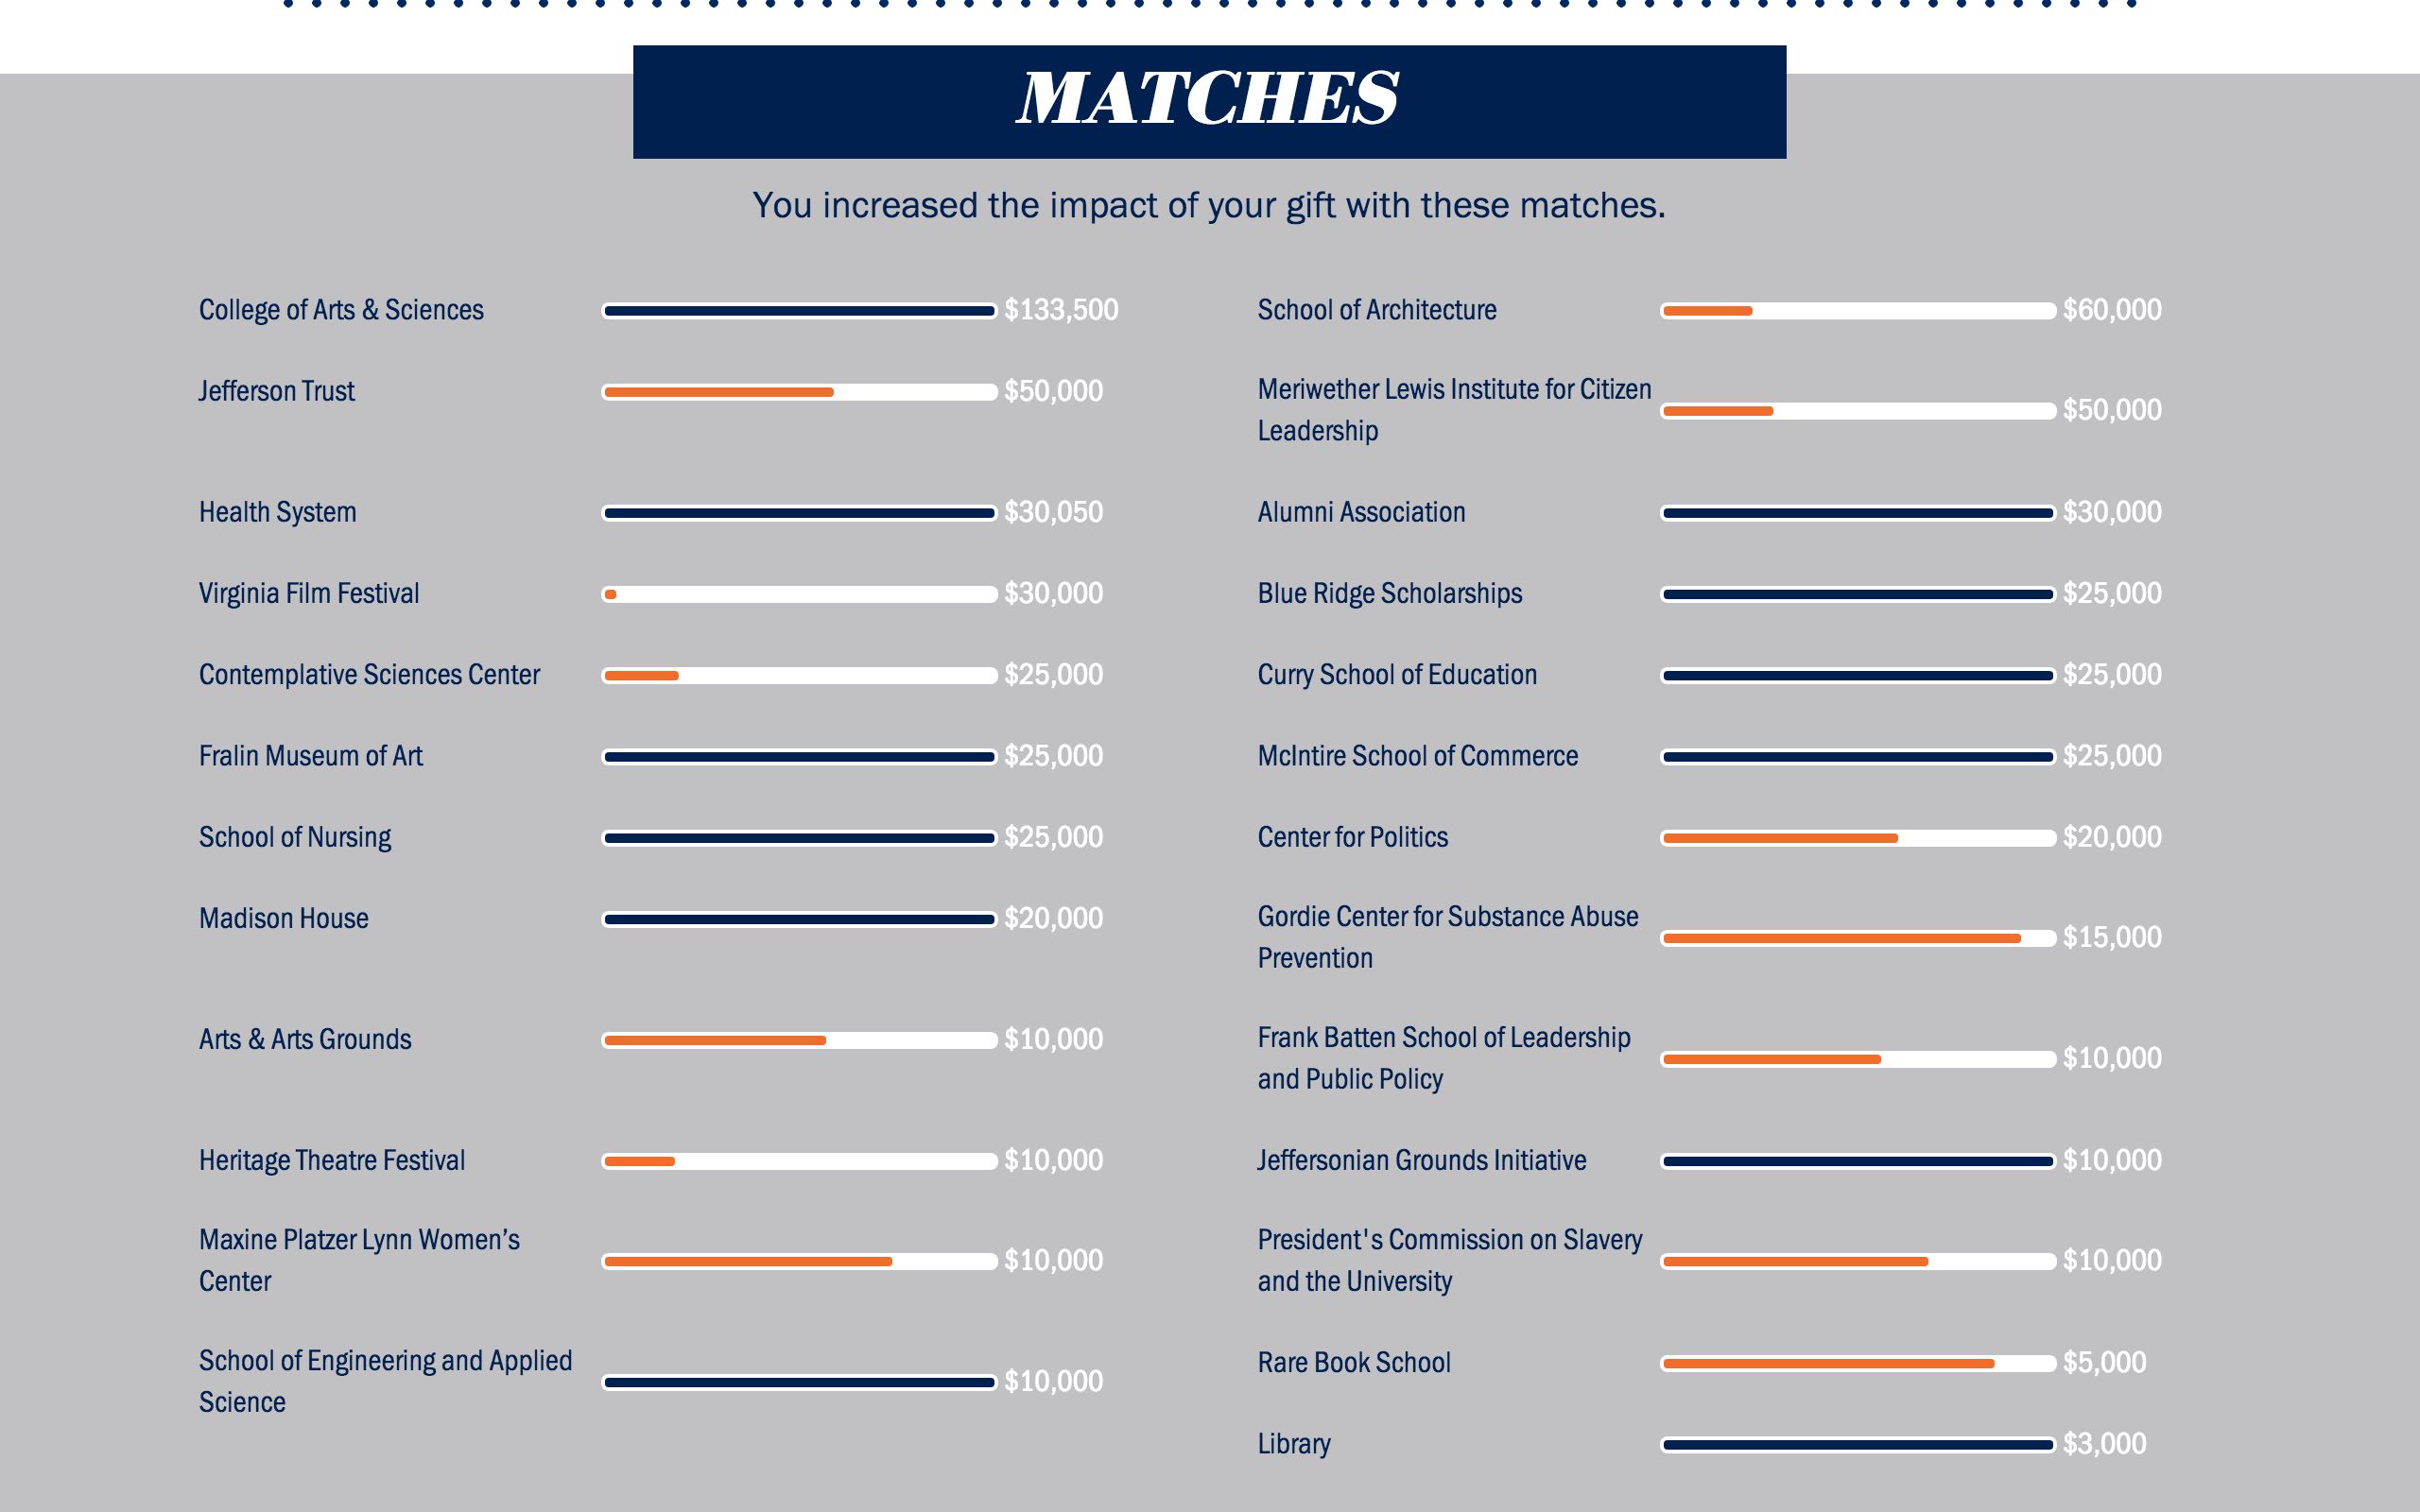 MATCHES
You increased the impact of your gift with these matches.
College of Arts & Sciences $133,500
School of Architecture $60,000
Jefferson Trust $50,000
Meriwether Lewis Institute for Citizen
Leadership $50,000
Health System $30,050
Alumni Association $30,000
Virginia Film Festival $30,000
Blue Ridge Scholarships $25,000
Contemplative Sciences Center $25,000
Curry School of Education $25,000
Fralin Museum of Art $25,000
McIntire School of Commerce $25,000
School of Nursing $25,000
Center for Politics $20,000
Madison House $20,000
Gordie Center for Substance Abuse
Prevention $15,000
Arts & Arts Grounds $10,000
Frank Batten School of Leadership
and Public Policy $10,000
Heritage Theatre Festival $10,000
Jeffersonian Grounds Initiative $10,000
Maxine Platzer Lynn Women’s
Center $10,000
President's Commission on Slavery
and the University $10,000
School of Engineering and Applied
Science $10,000
Rare Book School $5,000
Library $3,000